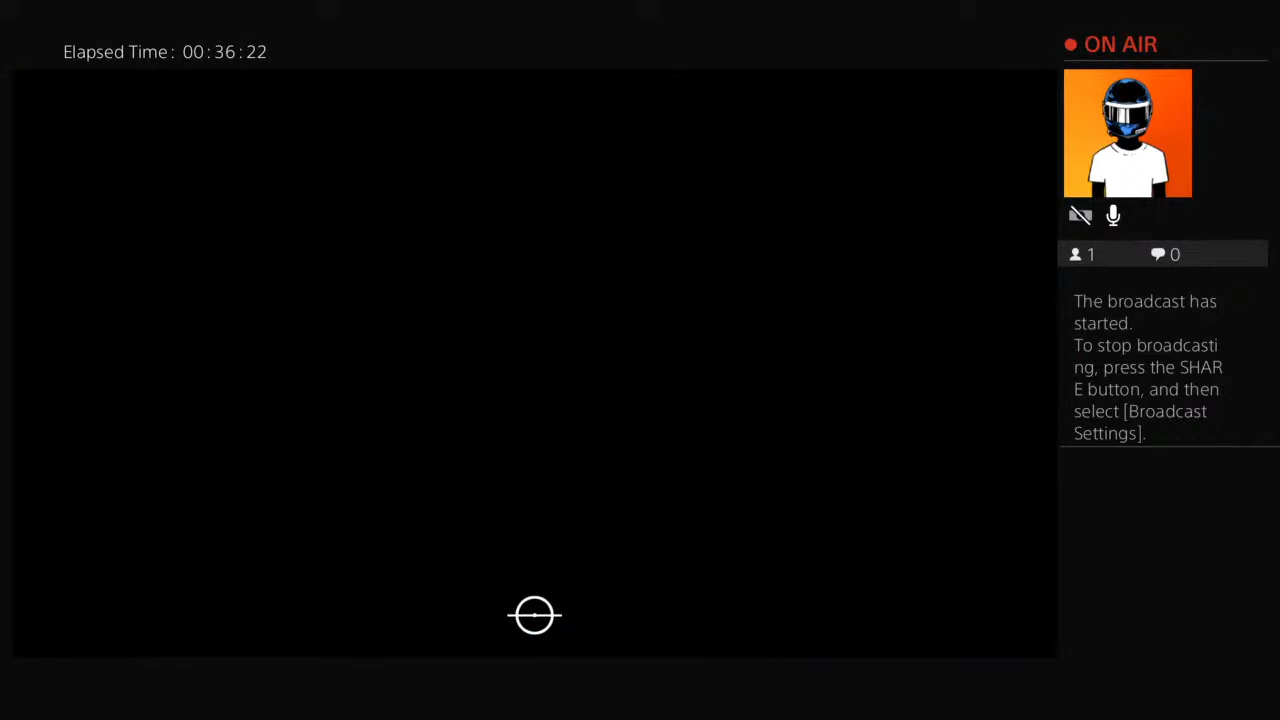 Elapsed Time: 00:36:22
ON AIR
1 0
The broadcast has
started.
To stop broadcasti
ng, press the SHAR
E button, and then
select [Broadcast
Settings].